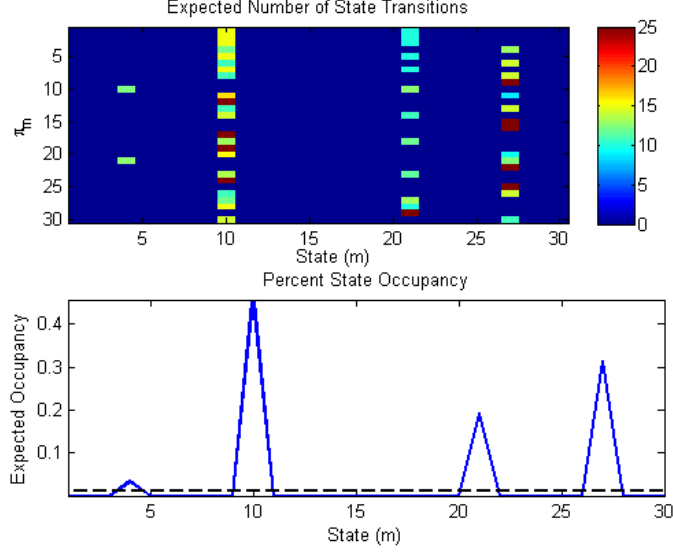 Expected Number of State Transitions
5
10
15
20
25
30
π_m
5 10 15 20 25 30
State (m)
25
20
15
10
5
0
Percent State Occupancy
0.4
0.3
0.2
0.1
Expected Occupancy
5 10 15 20 25 30
State (m)